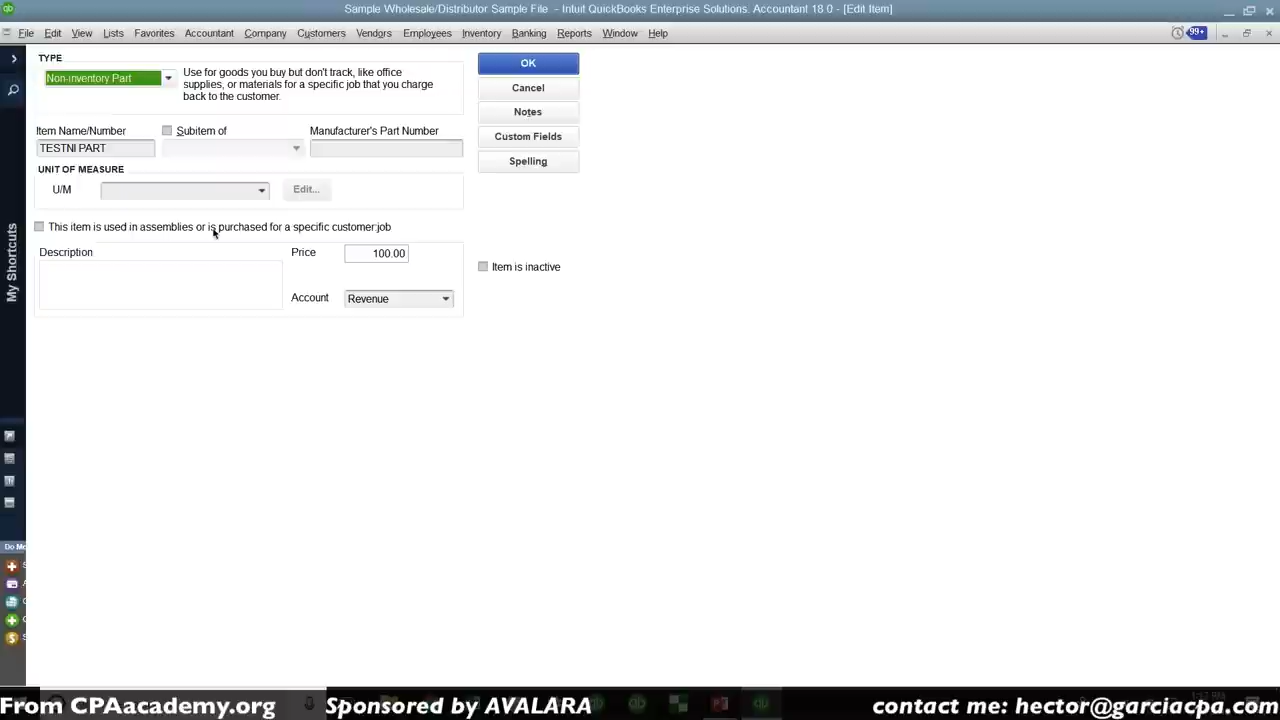 Sample Wholesale/Distributor Sample File - Intuit QuickBooks Enterprise Solutions. Accountant 18.0 - [Edit Item]
File Edit View Lists Favorites Accountant Company Customers Vendors Employees Inventory Banking Reports Window Help
99+
TYPE
Non-inventory Part
Use for goods you buy but don't track, like office
supplies, or materials for a specific job that you charge
back to the customer.
OK
Cancel
Notes
Custom Fields
Spelling
Item Name/Number
Subitem of
Manufacturer's Part Number
TESTNI PART
UNIT OF MEASURE
U/M
Edit...
This item is used in assemblies or is purchased for a specific customer:job
Description
Price
100.00
Item is inactive
Account
Revenue
My Shortcuts
Do Mo
From CPAacademy.org
Sponsored by AVALARA
contact me: hector@garciacpa.com